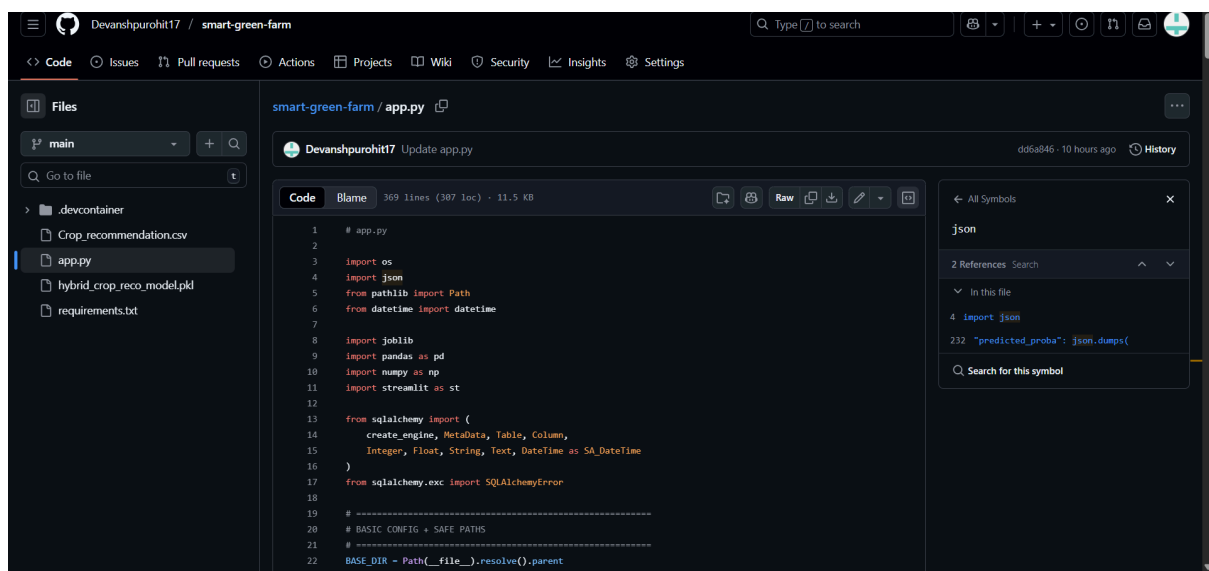 Devanshpurohit17 / smart-green-farm
Type / to search
Code Issues Pull requests Actions Projects Wiki Security Insights Settings
Files
main
Go to file t
.devcontainer
Crop_recommendation.csv
app.py
hybrid_crop_reco_model.pkl
requirements.txt
smart-green-farm / app.py
Devanshpurohit17 Update app.py
dd6a846 · 10 hours ago History
Code Blame 369 lines (307 loc) · 11.5 KB
Raw
1 # app.py
2
3 import os
4 import json
5 from pathlib import Path
6 from datetime import datetime
7
8 import joblib
9 import pandas as pd
10 import numpy as np
11 import streamlit as st
12
13 from sqlalchemy import (
14 create_engine, MetaData, Table, Column,
15 Integer, Float, String, Text, DateTime as SA_DateTime
16 )
17 from sqlalchemy.exc import SQLAlchemyError
18
19 # =========================================================
20 # BASIC CONFIG + SAFE PATHS
21 # =========================================================
22 BASE_DIR = Path(__file__).resolve().parent
← All Symbols
json
2 References Search
In this file
4 import json
232 "predicted_proba": json.dumps(
Search for this symbol